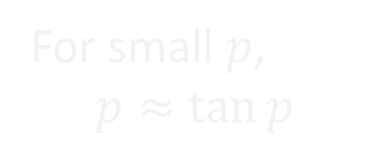 For small p,
p ≈ tan p